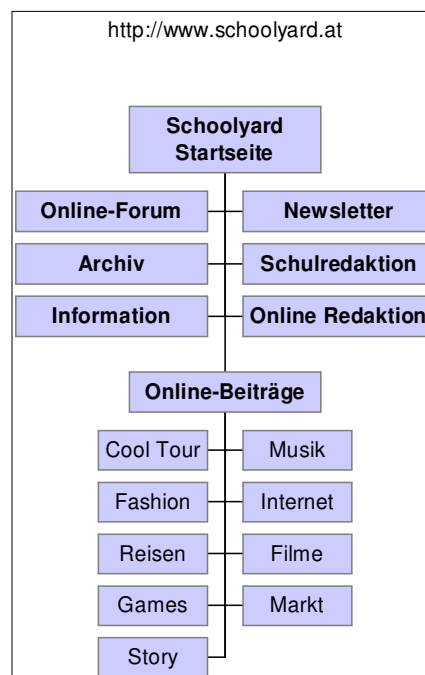 http://www.schoolyard.at
Schoolyard
Startseite
Online-Forum
Newsletter
Archiv
Schulredaktion
Information
Online Redaktion
Online-Beiträge
Cool Tour
Musik
Fashion
Internet
Reisen
Filme
Games
Markt
Story